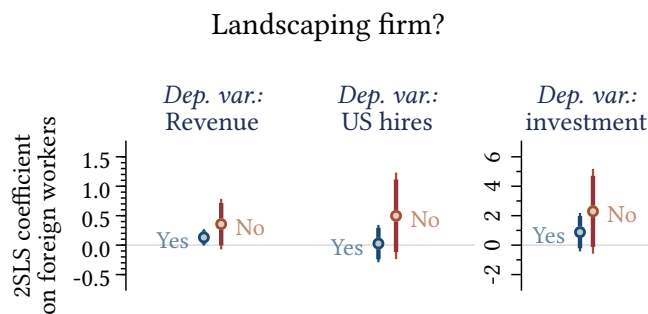 Landscaping firm?
Dep. var.:
Revenue
Dep. var.:
US hires
Dep. var.:
investment
2SLS coefficient
on foreign workers
1.5
1.0
0.5
0.0
-0.5
Yes
No
Yes
No
6
4
2
0
-2
Yes
No